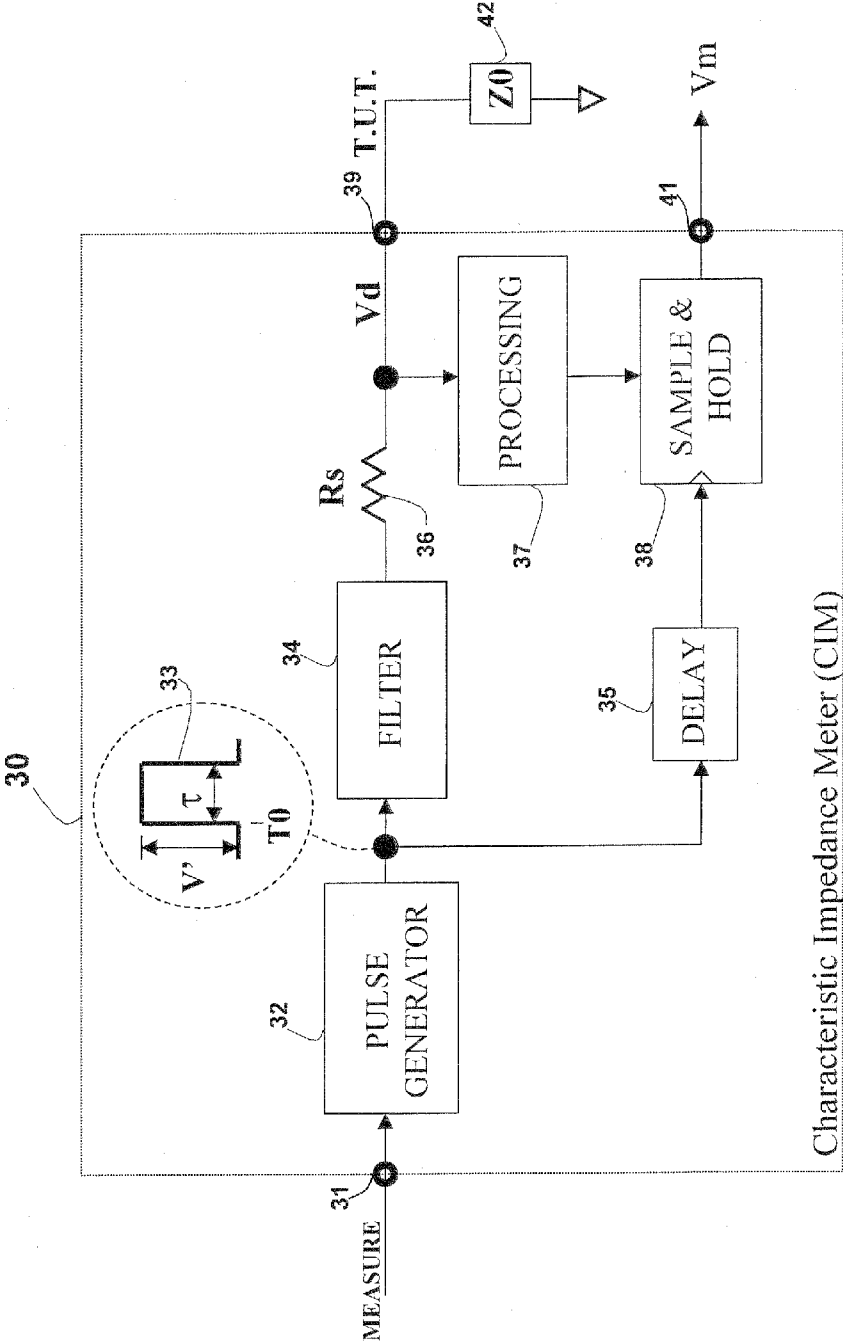 30
33
V'
τ
T0
MEASURE
31
32
PULSE
GENERATOR
34
FILTER
Rs
36
Vd
39
T.U.T.
42
Z0
37
PROCESSING
35
DELAY
38
SAMPLE &
HOLD
41
Vm
Characteristic Impedance Meter (CIM)